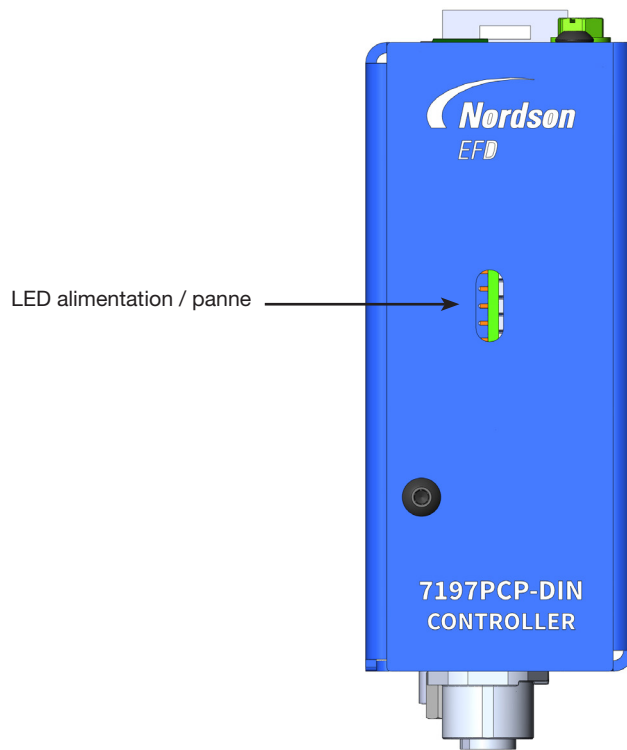 Nordson
EFD
LED alimentation / panne
7197PCP-DIN
CONTROLLER